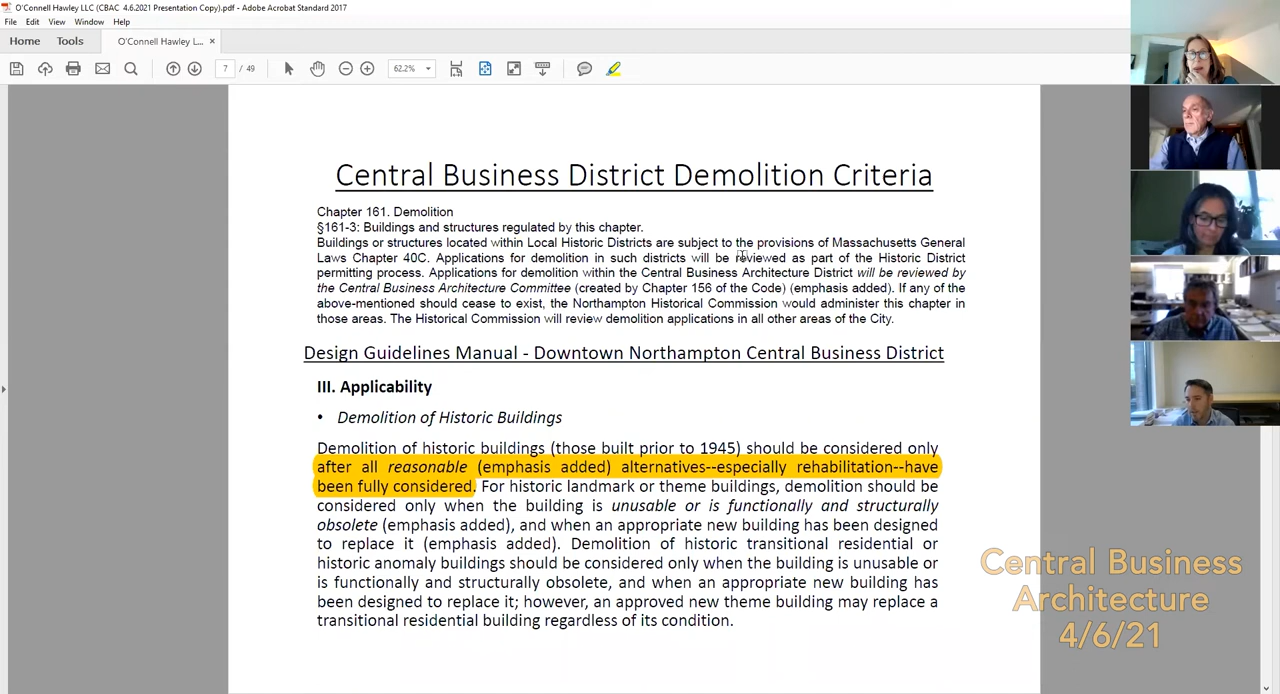 O'Connell Hawley LLC (CBAC 4.6.2021 Presentation Copy).pdf - Adobe Acrobat Standard 2017
File Edit View Window Help
Home Tools O'Connell Hawley L... ×
7 / 49 62.2%
Central Business District Demolition Criteria
Chapter 161. Demolition
§161-3: Buildings and structures regulated by this chapter.
Buildings or structures located within Local Historic Districts are subject to the provisions of Massachusetts General
Laws Chapter 40C. Applications for demolition in such districts will be reviewed as part of the Historic District
permitting process. Applications for demolition within the Central Business Architecture District will be reviewed by
the Central Business Architecture Committee (created by Chapter 156 of the Code) (emphasis added). If any of the
above-mentioned should cease to exist, the Northampton Historical Commission would administer this chapter in
those areas. The Historical Commission will review demolition applications in all other areas of the City.
Design Guidelines Manual - Downtown Northampton Central Business District
III. Applicability
• Demolition of Historic Buildings
Demolition of historic buildings (those built prior to 1945) should be considered only
after all reasonable (emphasis added) alternatives--especially rehabilitation--have
been fully considered. For historic landmark or theme buildings, demolition should be
considered only when the building is unusable or is functionally and structurally
obsolete (emphasis added), and when an appropriate new building has been designed
to replace it (emphasis added). Demolition of historic transitional residential or
historic anomaly buildings should be considered only when the building is unusable or
is functionally and structurally obsolete, and when an appropriate new building has
been designed to replace it; however, an approved new theme building may replace a
transitional residential building regardless of its condition.
Central Business
Architecture
4/6/21